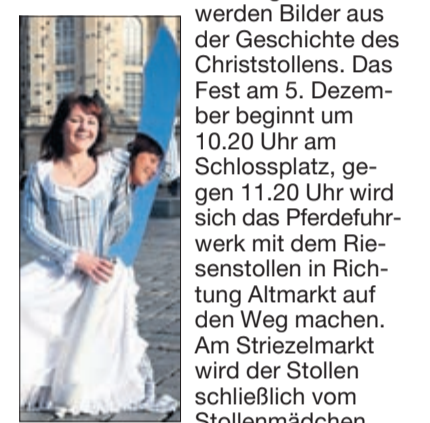 werden Bilder aus
der Geschichte des
Christstollens. Das
Fest am 5. Dezem-
ber beginnt um
10.20 Uhr am
Schlossplatz, ge-
gen 11.20 Uhr wird
sich das Pferdefuhr-
werk mit dem Rie-
senstollen in Rich-
tung Altmarkt auf
den Weg machen.
Am Striezelmarkt
wird der Stollen
schließlich vom
Stollenmädchen